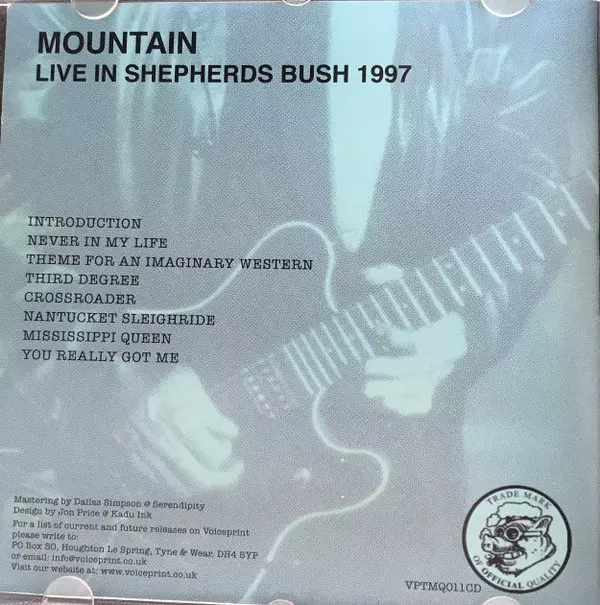 MOUNTAIN
LIVE IN SHEPHERDS BUSH 1997
INTRODUCTION
NEVER IN MY LIFE
THEME FOR AN IMAGINARY WESTERN
THIRD DEGREE
CROSSROADER
NANTUCKET SLEIGHRIDE
MISSISSIPPI QUEEN
YOU REALLY GOT ME
Mastering by Dallas Simpson @ Serendipity
Design by Jon Price @ Kadu Ink
For a list of current and future releases on Voiceprint
please write to:
PO Box 50, Houghton Le Spring, Tyne & Wear, DH4 5YP
or email: info@voiceprint.co.uk
Visit our website at: www.voiceprint.co.uk
TRADE MARK
OF OFFICIAL QUALITY
VPTMQ011CD